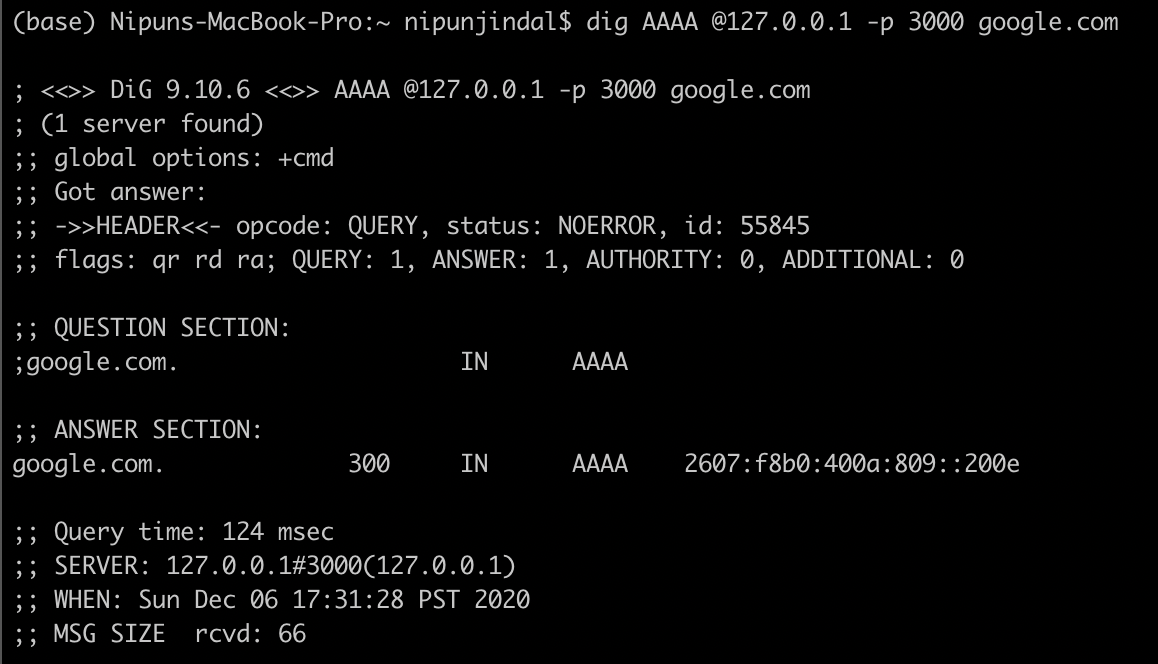 (base) Nipuns-MacBook-Pro:~ nipunjindal$ dig AAAA @127.0.0.1 -p 3000 google.com
; <<>> DiG 9.10.6 <<>> AAAA @127.0.0.1 -p 3000 google.com
; (1 server found)
;; global options: +cmd
;; Got answer:
;; ->>HEADER<<- opcode: QUERY, status: NOERROR, id: 55845
;; flags: qr rd ra; QUERY: 1, ANSWER: 1, AUTHORITY: 0, ADDITIONAL: 0
;; QUESTION SECTION:
;google.com. IN AAAA
;; ANSWER SECTION:
google.com. 300 IN AAAA 2607:f8b0:400a:809::200e
;; Query time: 124 msec
;; SERVER: 127.0.0.1#3000(127.0.0.1)
;; WHEN: Sun Dec 06 17:31:28 PST 2020
;; MSG SIZE rcvd: 66